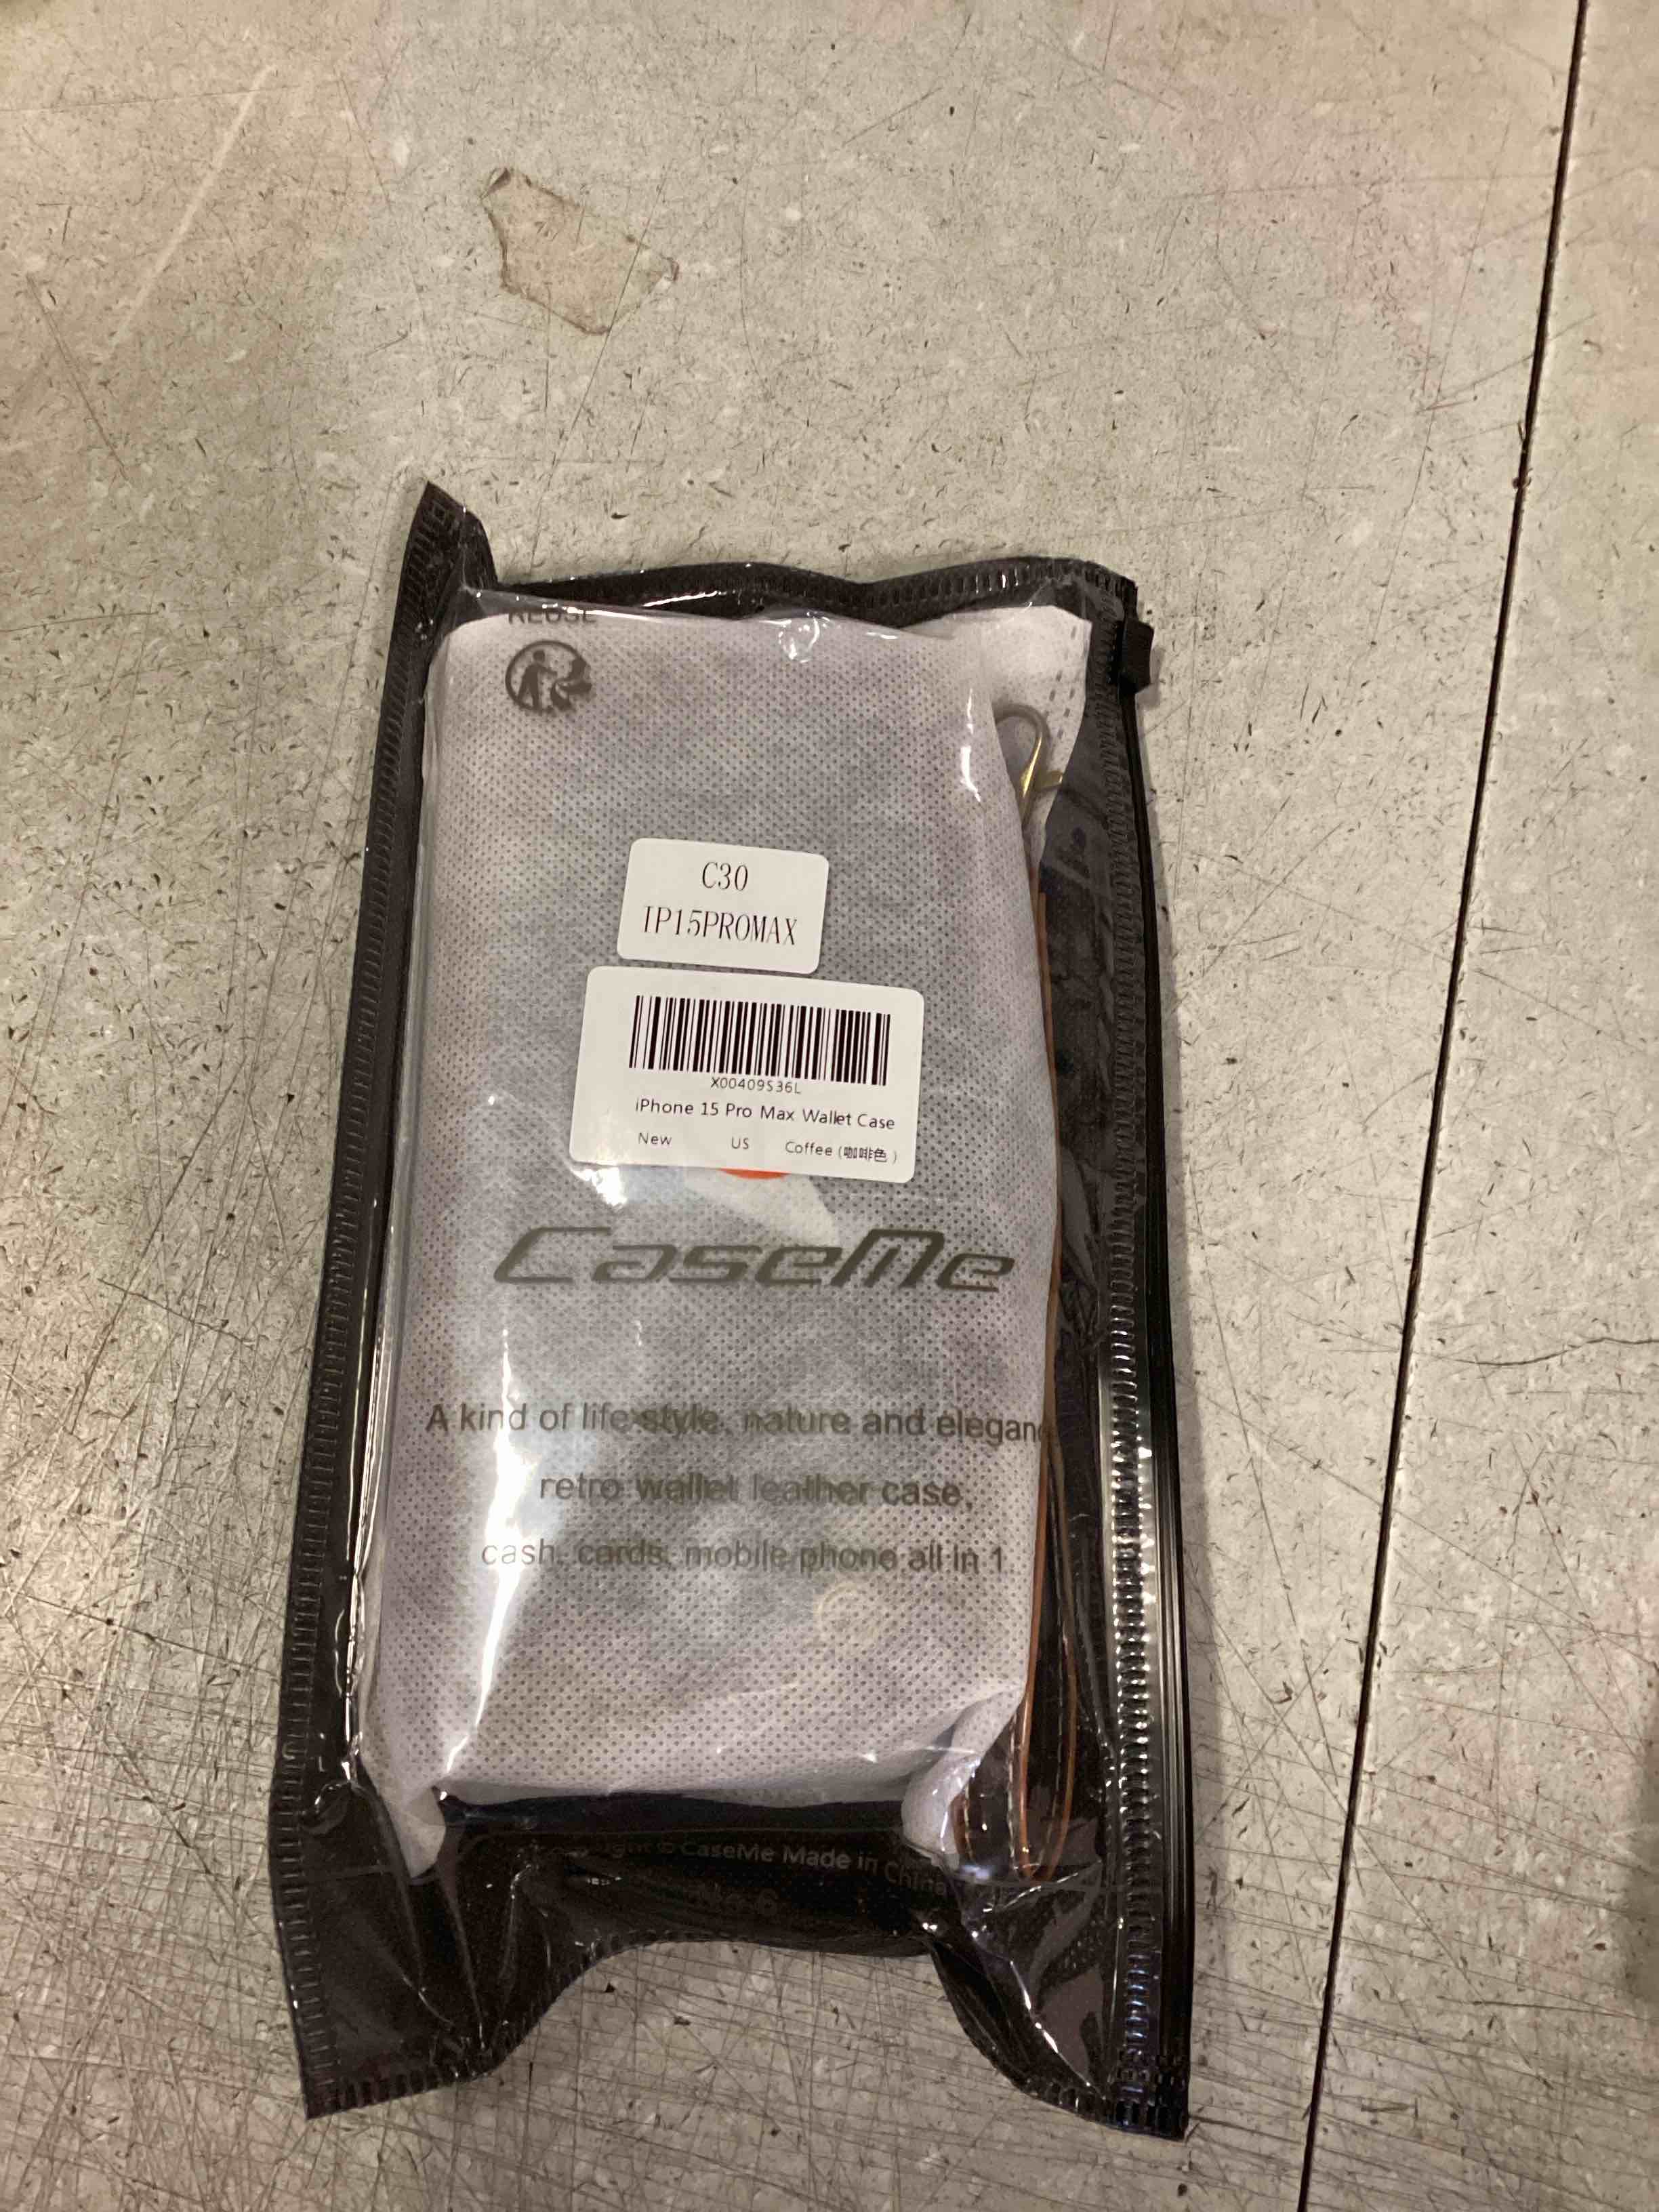 REUSE
C30
IP15PROMAX
X00409S36L
iPhone 15 Pro Max Wallet Case
New US Coffee (咖啡色)
CaseMe
A kind of life style, nature and elegan
retro wallet leather case,
cash, cards, mobile phone all in 1
CaseMe Made in China